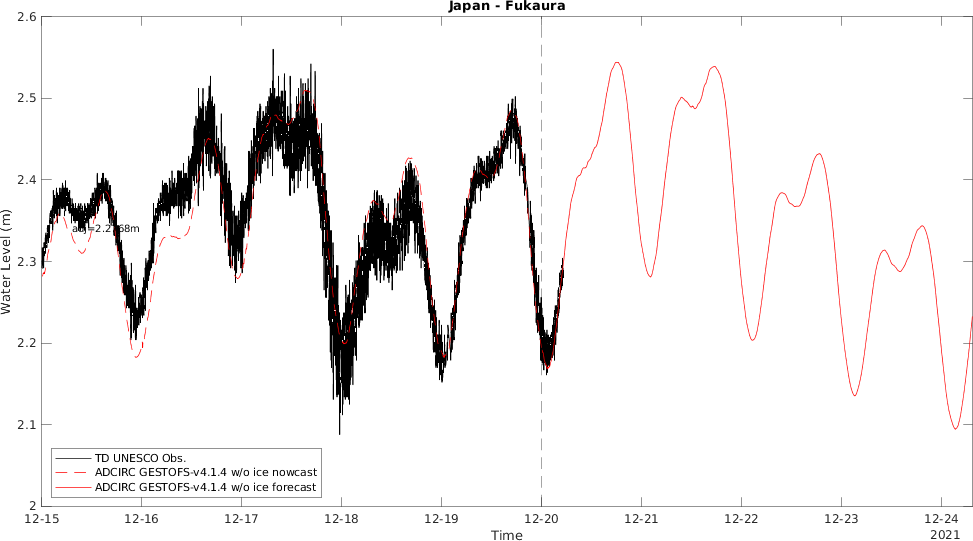 Japan - Fukaura
Water Level (m)
2.6
2.5
2.4
2.3
2.2
2.1
2
TD UNESCO Obs.
ADCIRC GESTOFS-v4.1.4 w/o ice nowcast
ADCIRC GESTOFS-v4.1.4 w/o ice forecast
12-15 12-16 12-17 12-18 12-19 12-20 12-21 12-22 12-23 12-24
Time 2021